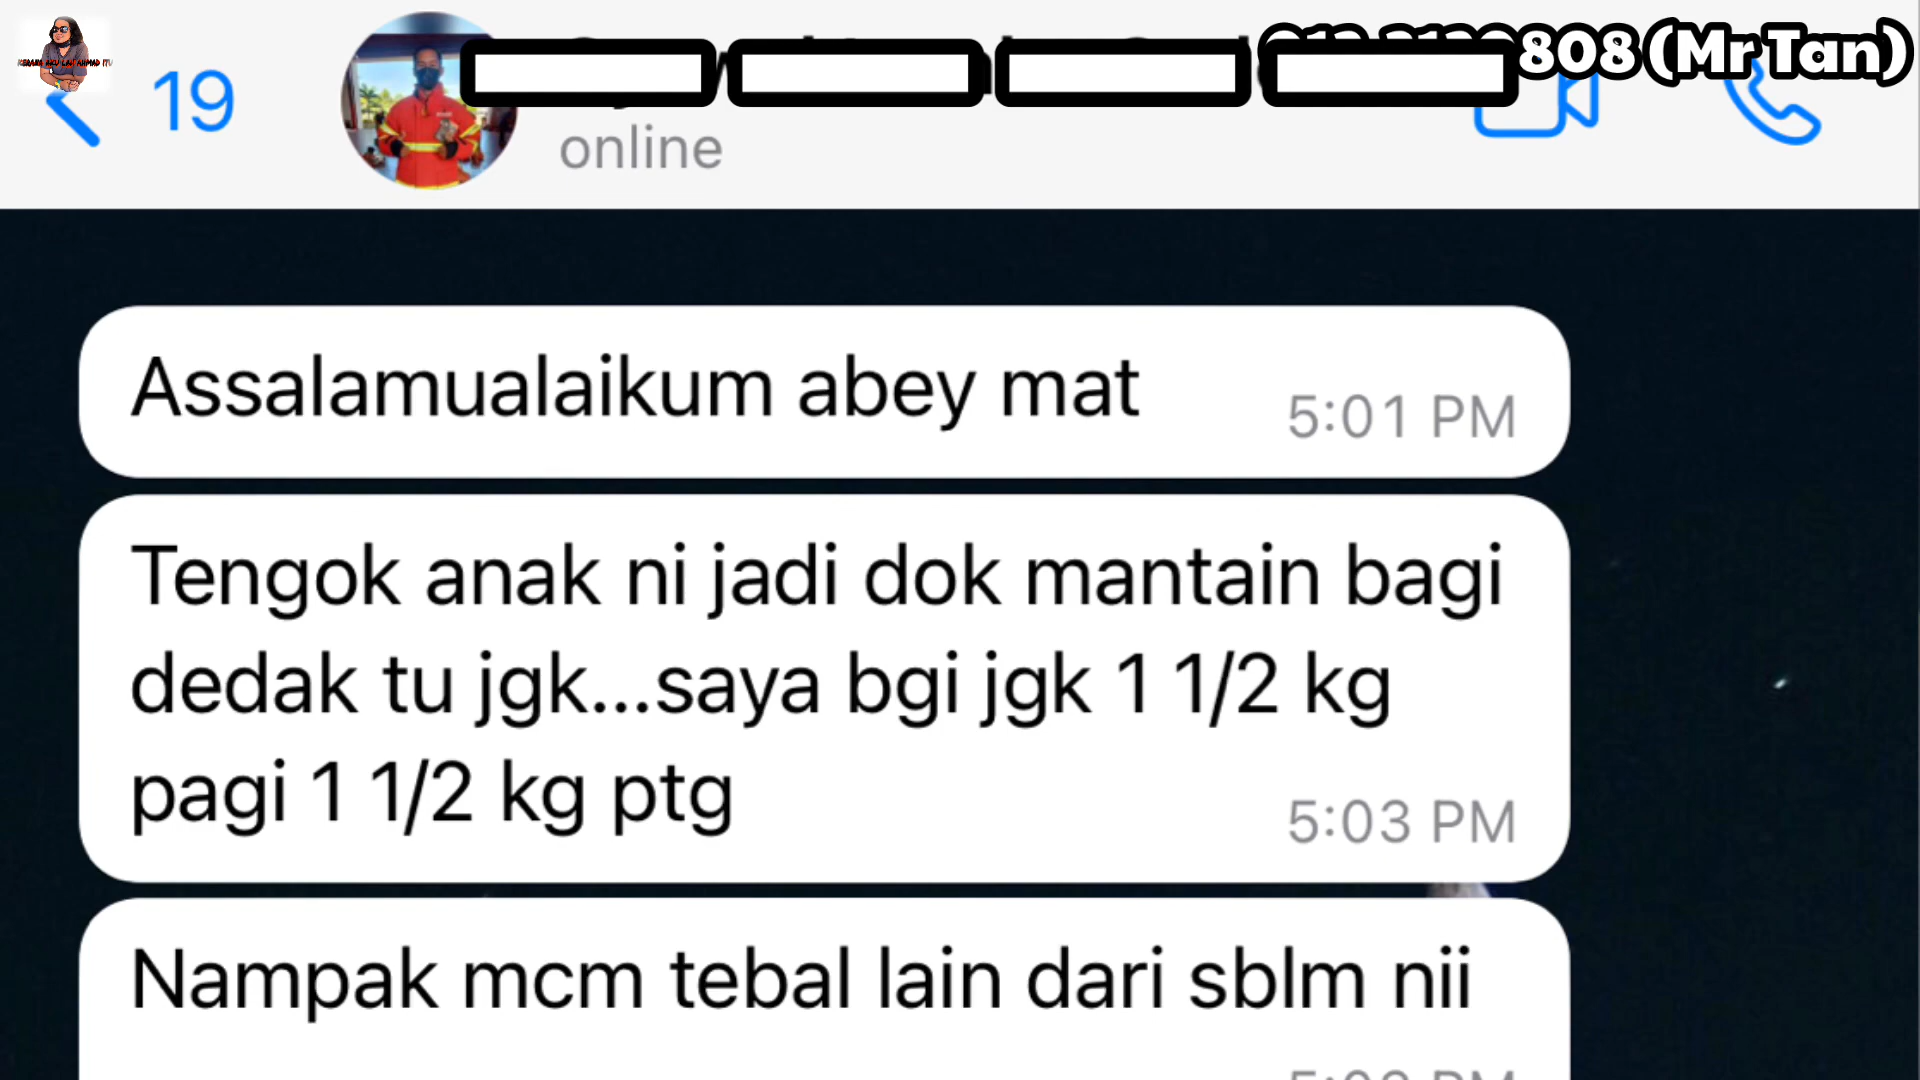 19
808 (Mr Tan)
online
Assalamualaikum abey mat
5:01 PM
Tengok anak ni jadi dok mantain bagi
dedak tu jgk...saya bgi jgk 1 1/2 kg
pagi 1 1/2 kg ptg
5:03 PM
Nampak mcm tebal lain dari sblm nii